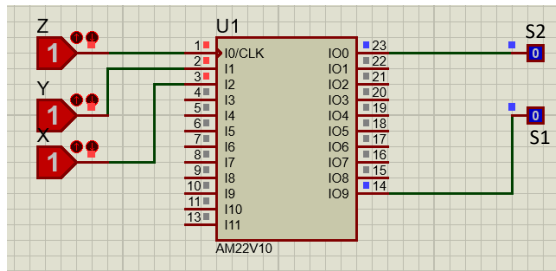 Z
1
Y
1
X
1
U1
1 I0/CLK IO0 23
2 I1 IO1 22
3 I2 IO2 21
4 I3 IO3 20
5 I4 IO4 19
6 I5 IO5 18
7 I6 IO6 17
8 I7 IO7 16
9 I8 IO8 15
10 I9 IO9 14
11 I10
13 I11
AM22V10
S2
0
0
S1